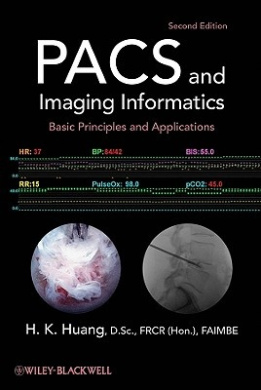 Second Edition
PACS and
Imaging Informatics
Basic Principles and Applications
HR: 37 BP:84/42 BIS:55.0
RR:15 PulseOx: 98.0 pCO2: 45.0
H. K. Huang, D.Sc., FRCR (Hon.), FAIMBE
WILEY-BLACKWELL